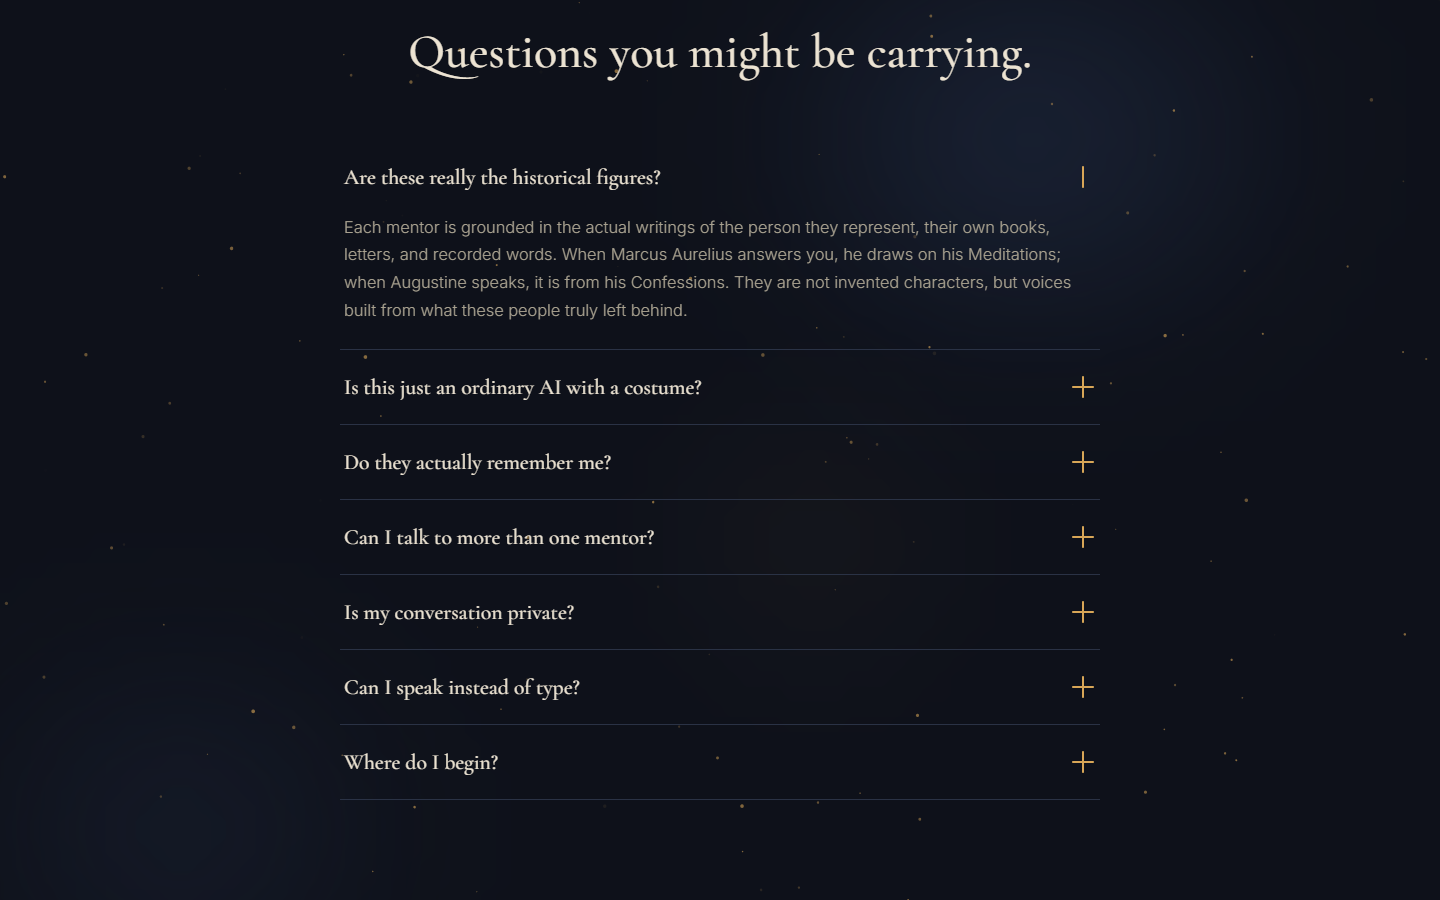 Questions you might be carrying.
Are these really the historical figures?
Each mentor is grounded in the actual writings of the person they represent, their own books,
letters, and recorded words. When Marcus Aurelius answers you, he draws on his Meditations;
when Augustine speaks, it is from his Confessions. They are not invented characters, but voices
built from what these people truly left behind.
Is this just an ordinary AI with a costume?
Do they actually remember me?
Can I talk to more than one mentor?
Is my conversation private?
Can I speak instead of type?
Where do I begin?